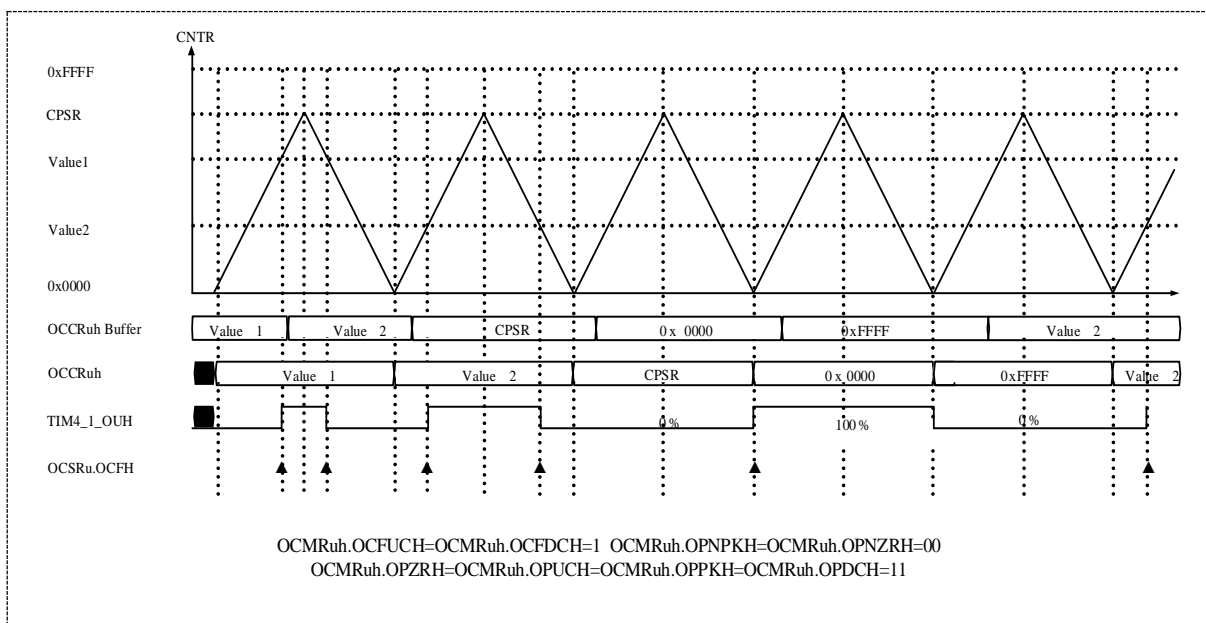 CNTR
0xFFFF
CPSR
Value1
Value2
0x0000
OCCRuh Buffer Value 1 Value 2 CPSR 0x 0000 0xFFFF Value 2
OCCRuh Value 1 Value 2 CPSR 0x 0000 0xFFFF Value 2
TIM4_1_OUH 0% 100% 0%
OCSRu.OCFH
OCMRuh.OCFUCH=OCMRuh.OCFDCH=1 OCMRuh.OPNPKH=OCMRuh.OPNZRH=00
OCMRuh.OPZRH=OCMRuh.OPUCH=OCMRuh.OPPKH=OCMRuh.OPDCH=11